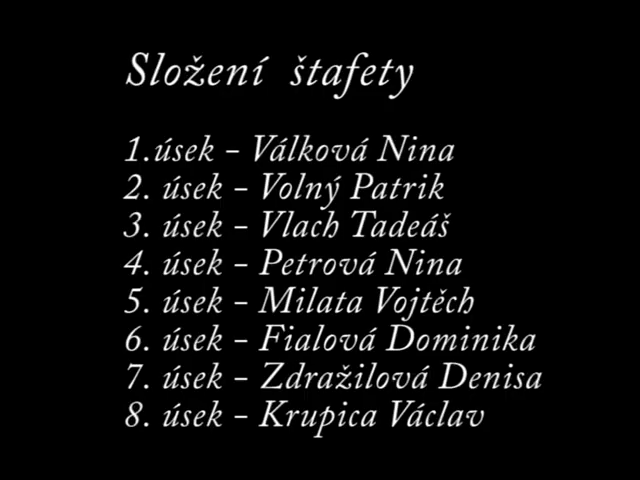 Složení štafety
1.úsek – Válková Nina
2. úsek – Volný Patrik
3. úsek – Vlach Tadeáš
4. úsek – Petrová Nina
5. úsek – Milata Vojtěch
6. úsek – Fialová Dominika
7. úsek – Zdražilová Denisa
8. úsek – Krupica Václav